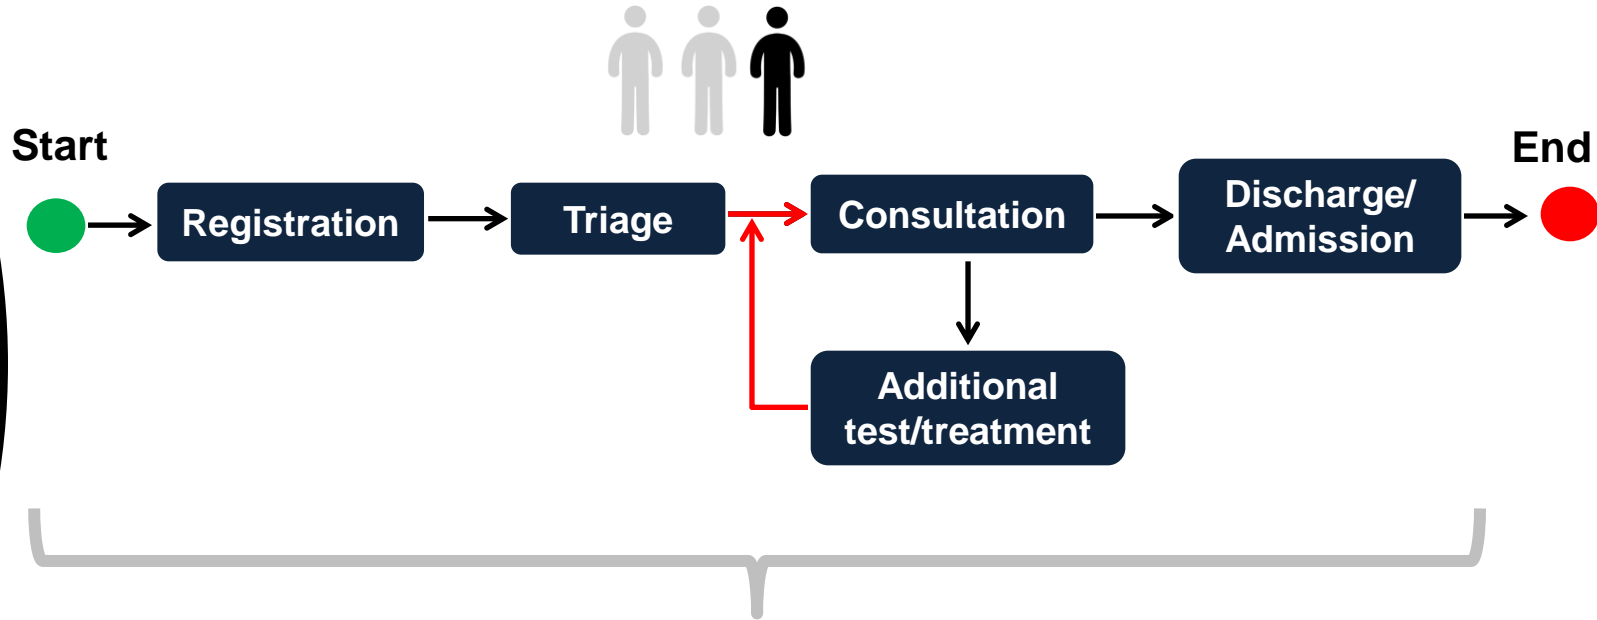 Start
End
Registration
Triage
Consultation
Discharge/
Admission
Additional
test/treatment